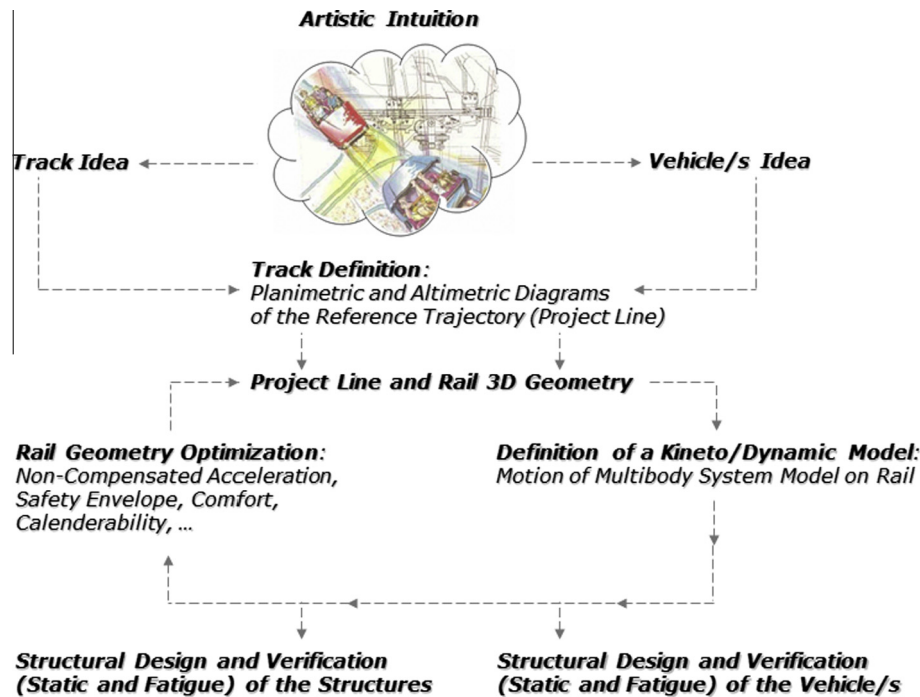 Artistic Intuition
Track Idea
Vehicle/s Idea
Track Definition:
Planimetric and Altimetric Diagrams
of the Reference Trajectory (Project Line)
Project Line and Rail 3D Geometry
Rail Geometry Optimization:
Non-Compensated Acceleration,
Safety Envelope, Comfort,
Calenderability, ...
Definition of a Kineto/Dynamic Model:
Motion of Multibody System Model on Rail
Structural Design and Verification
(Static and Fatigue) of the Structures
Structural Design and Verification
(Static and Fatigue) of the Vehicle/s